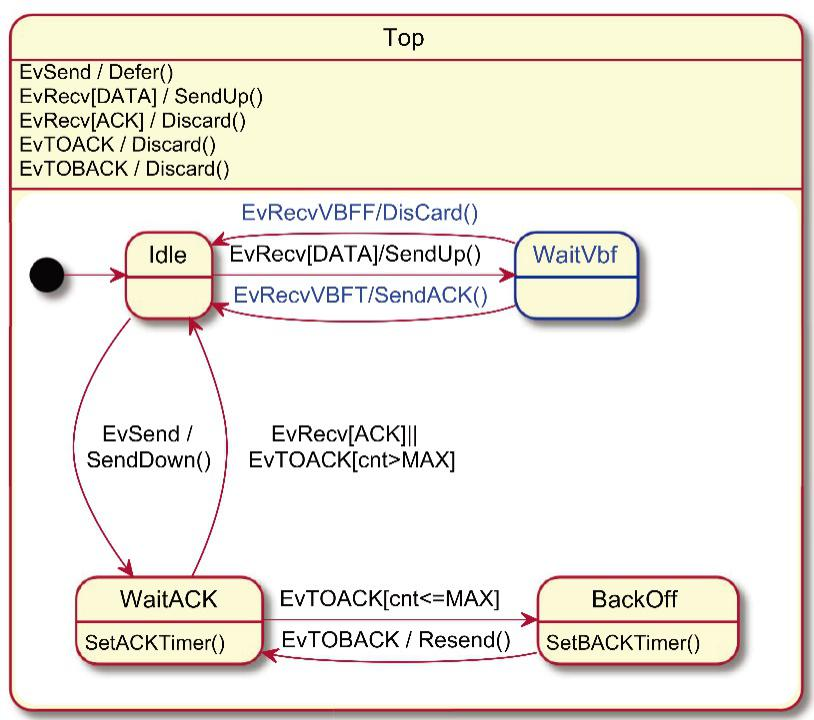 Top
EvSend / Defer()
EvRecv[DATA] / SendUp()
EvRecv[ACK] / Discard()
EvTOACK / Discard()
EvTOBACK / Discard()
EvRecvVBFF/DisCard()
Idle
EvRecv[DATA]/SendUp()
WaitVbf
EvRecvVBFT/SendACK()
EvSend /
SendDown()
EvRecv[ACK]||
EvTOACK[cnt>MAX]
WaitACK
SetACKTimer()
EvTOACK[cnt<=MAX]
EvTOBACK / Resend()
BackOff
SetBACKTimer()